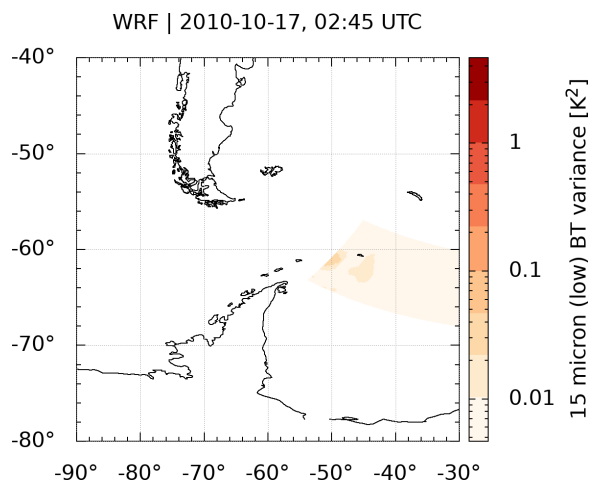 WRF | 2010-10-17, 02:45 UTC
-40°
-50°
-60°
-70°
-80°
-90° -80° -70° -60° -50° -40° -30°
1
0.1
0.01
15 micron (low) BT variance [K²]